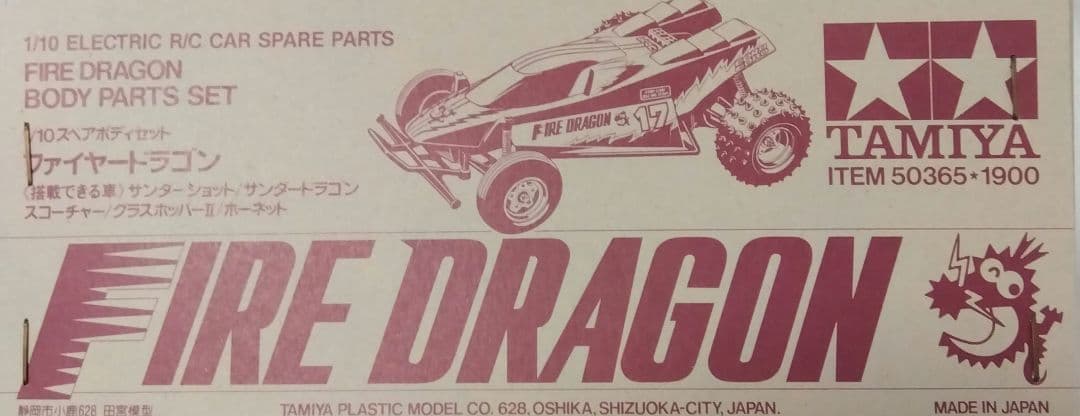 1/10 ELECTRIC R/C CAR SPARE PARTS
FIRE DRAGON
BODY PARTS SET
1/10スペアボディセット
ファイヤードラゴン
《搭載できる車》サンダーショット/サンダードラゴン
スコーチャー/グラスホッパーII/ホーネット
FIRE DRAGON 17
TAMIYA
ITEM 50365★1900
FIRE DRAGON
静岡市小鹿628 田宮模型
TAMIYA PLASTIC MODEL CO. 628, OSHIKA, SHIZUOKA-CITY, JAPAN.
MADE IN JAPAN